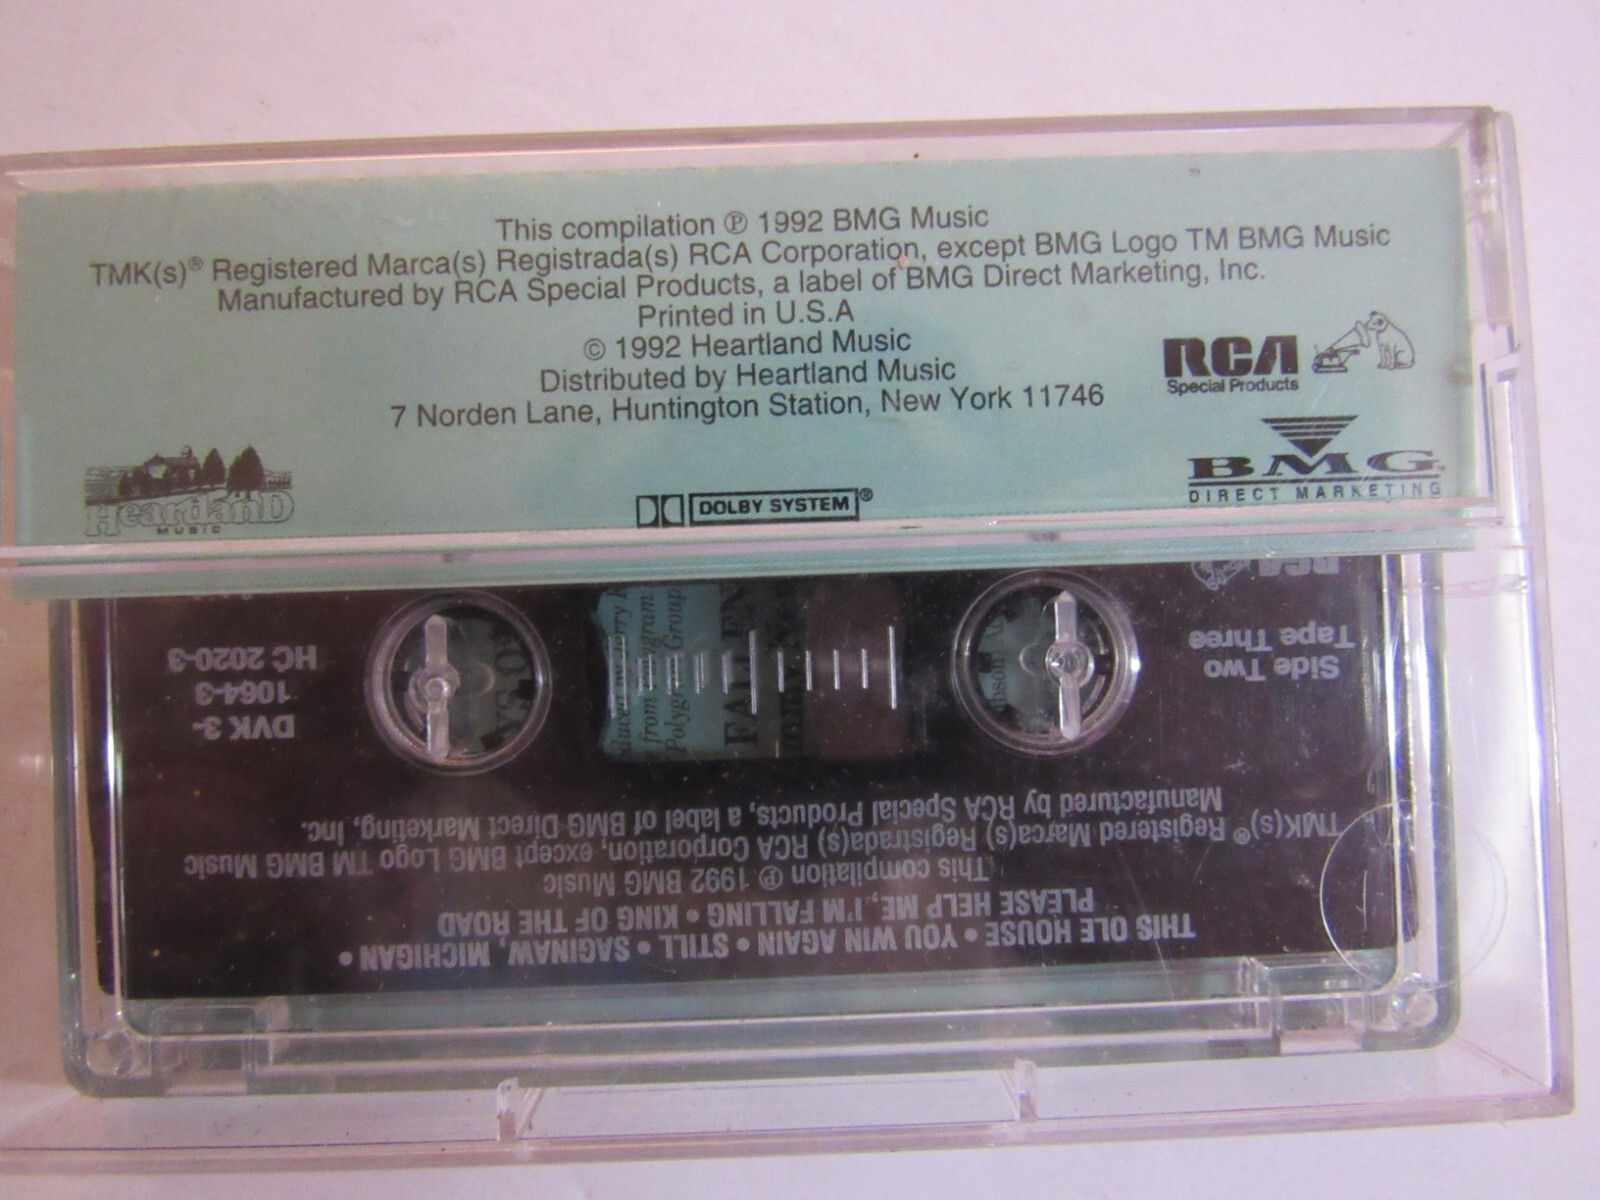 This compilation ℗ 1992 BMG Music
TMK(s)® Registered Marca(s) Registrada(s) RCA Corporation, except BMG Logo TM BMG Music
Manufactured by RCA Special Products, a label of BMG Direct Marketing, Inc.
Printed in U.S.A
© 1992 Heartland Music
Distributed by Heartland Music
7 Norden Lane, Huntington Station, New York 11746
RCA
Special Products
BMG
DIRECT MARKETING
HeartlanD
MUSIC
DOLBY SYSTEM®
RCA
Side Two
Tape Three
HC 2020-3
1064-3
DVK 3-
THIS OLE HOUSE • YOU WIN AGAIN • STILL • SAGINAW, MICHIGAN •
PLEASE HELP ME, I'M FALLING • KING OF THE ROAD
This compilation ℗ 1992 BMG Music
TMK(s)® Registered Marca(s) Registrada(s) RCA Corporation, except BMG Logo TM BMG Music
Manufactured by RCA Special Products, a label of BMG Direct Marketing, Inc.
from
Polygram Group